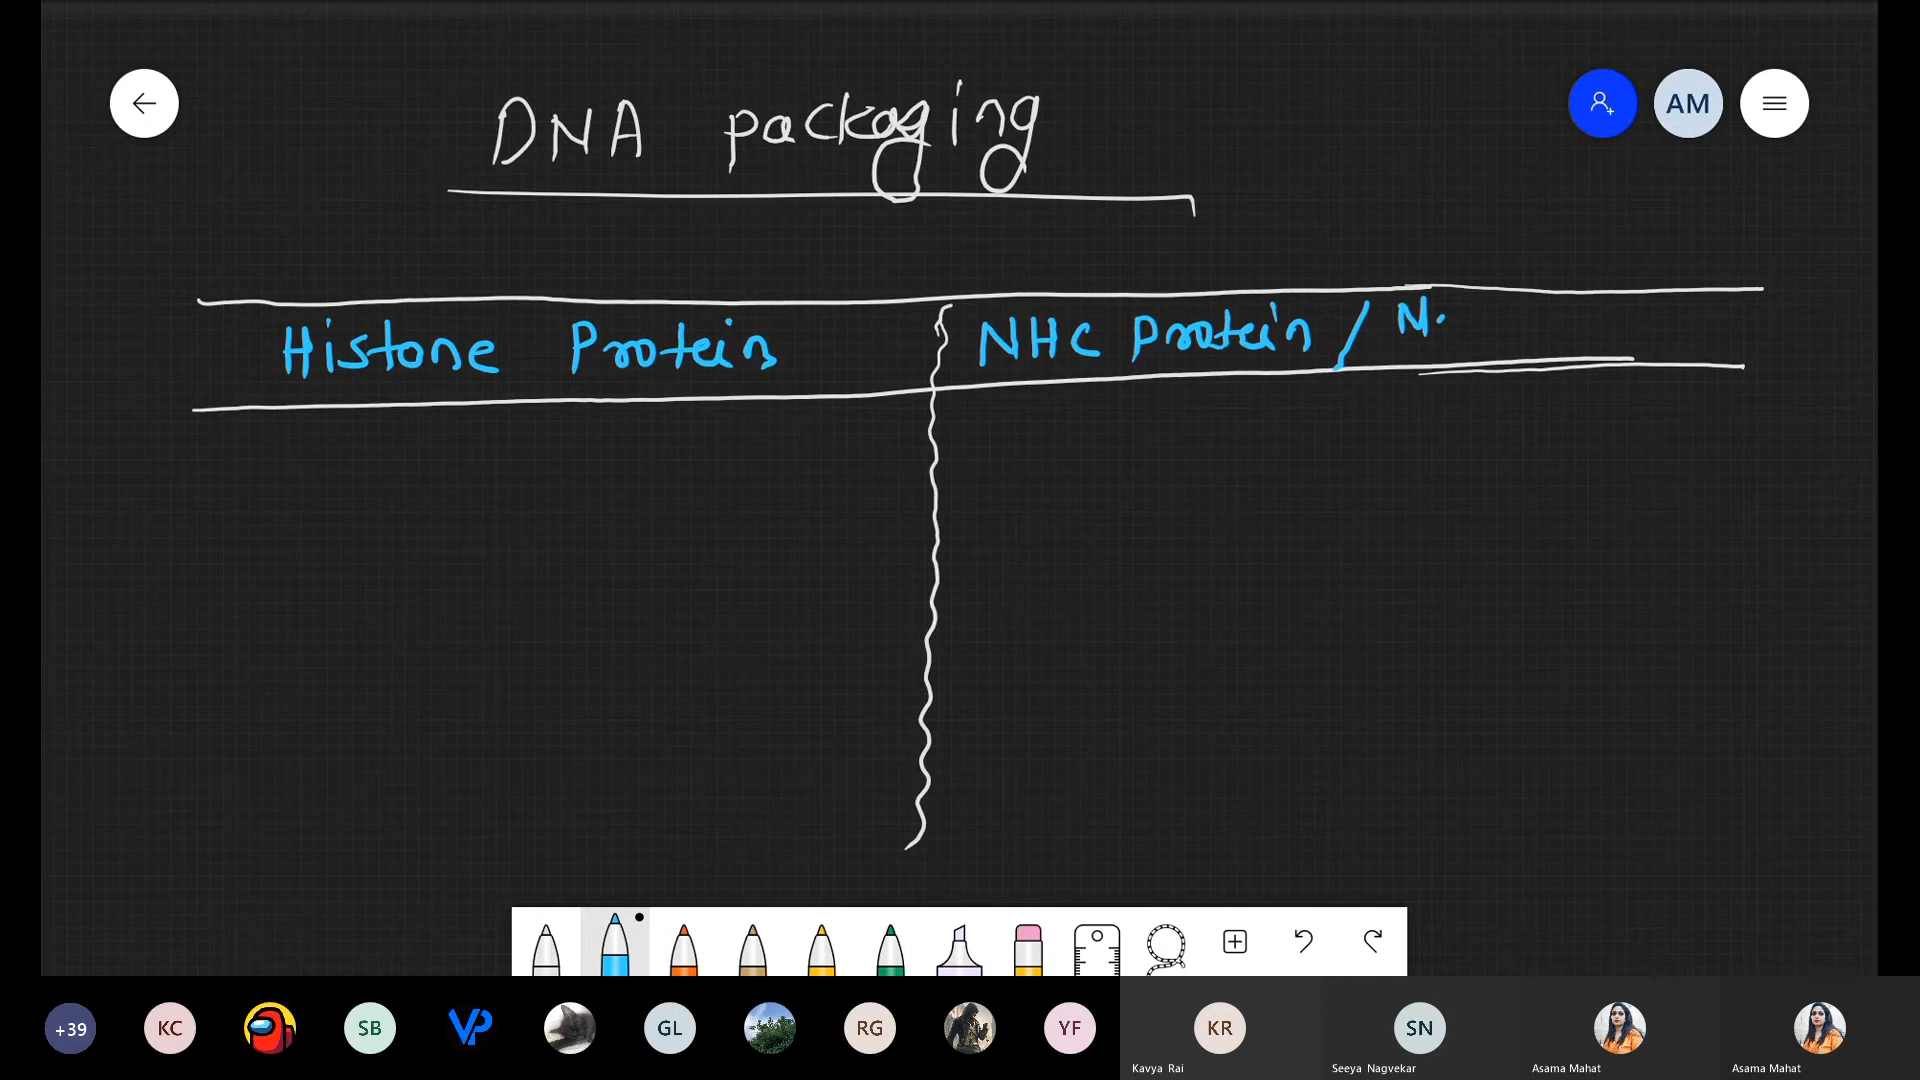 DNA packaging
AM
Histone Protein NHC Protein / N.
+39 KC SB VP GL RG YF KR SN
Kavya Rai Seeya Nagvekar Asama Mahat Asama Mahat